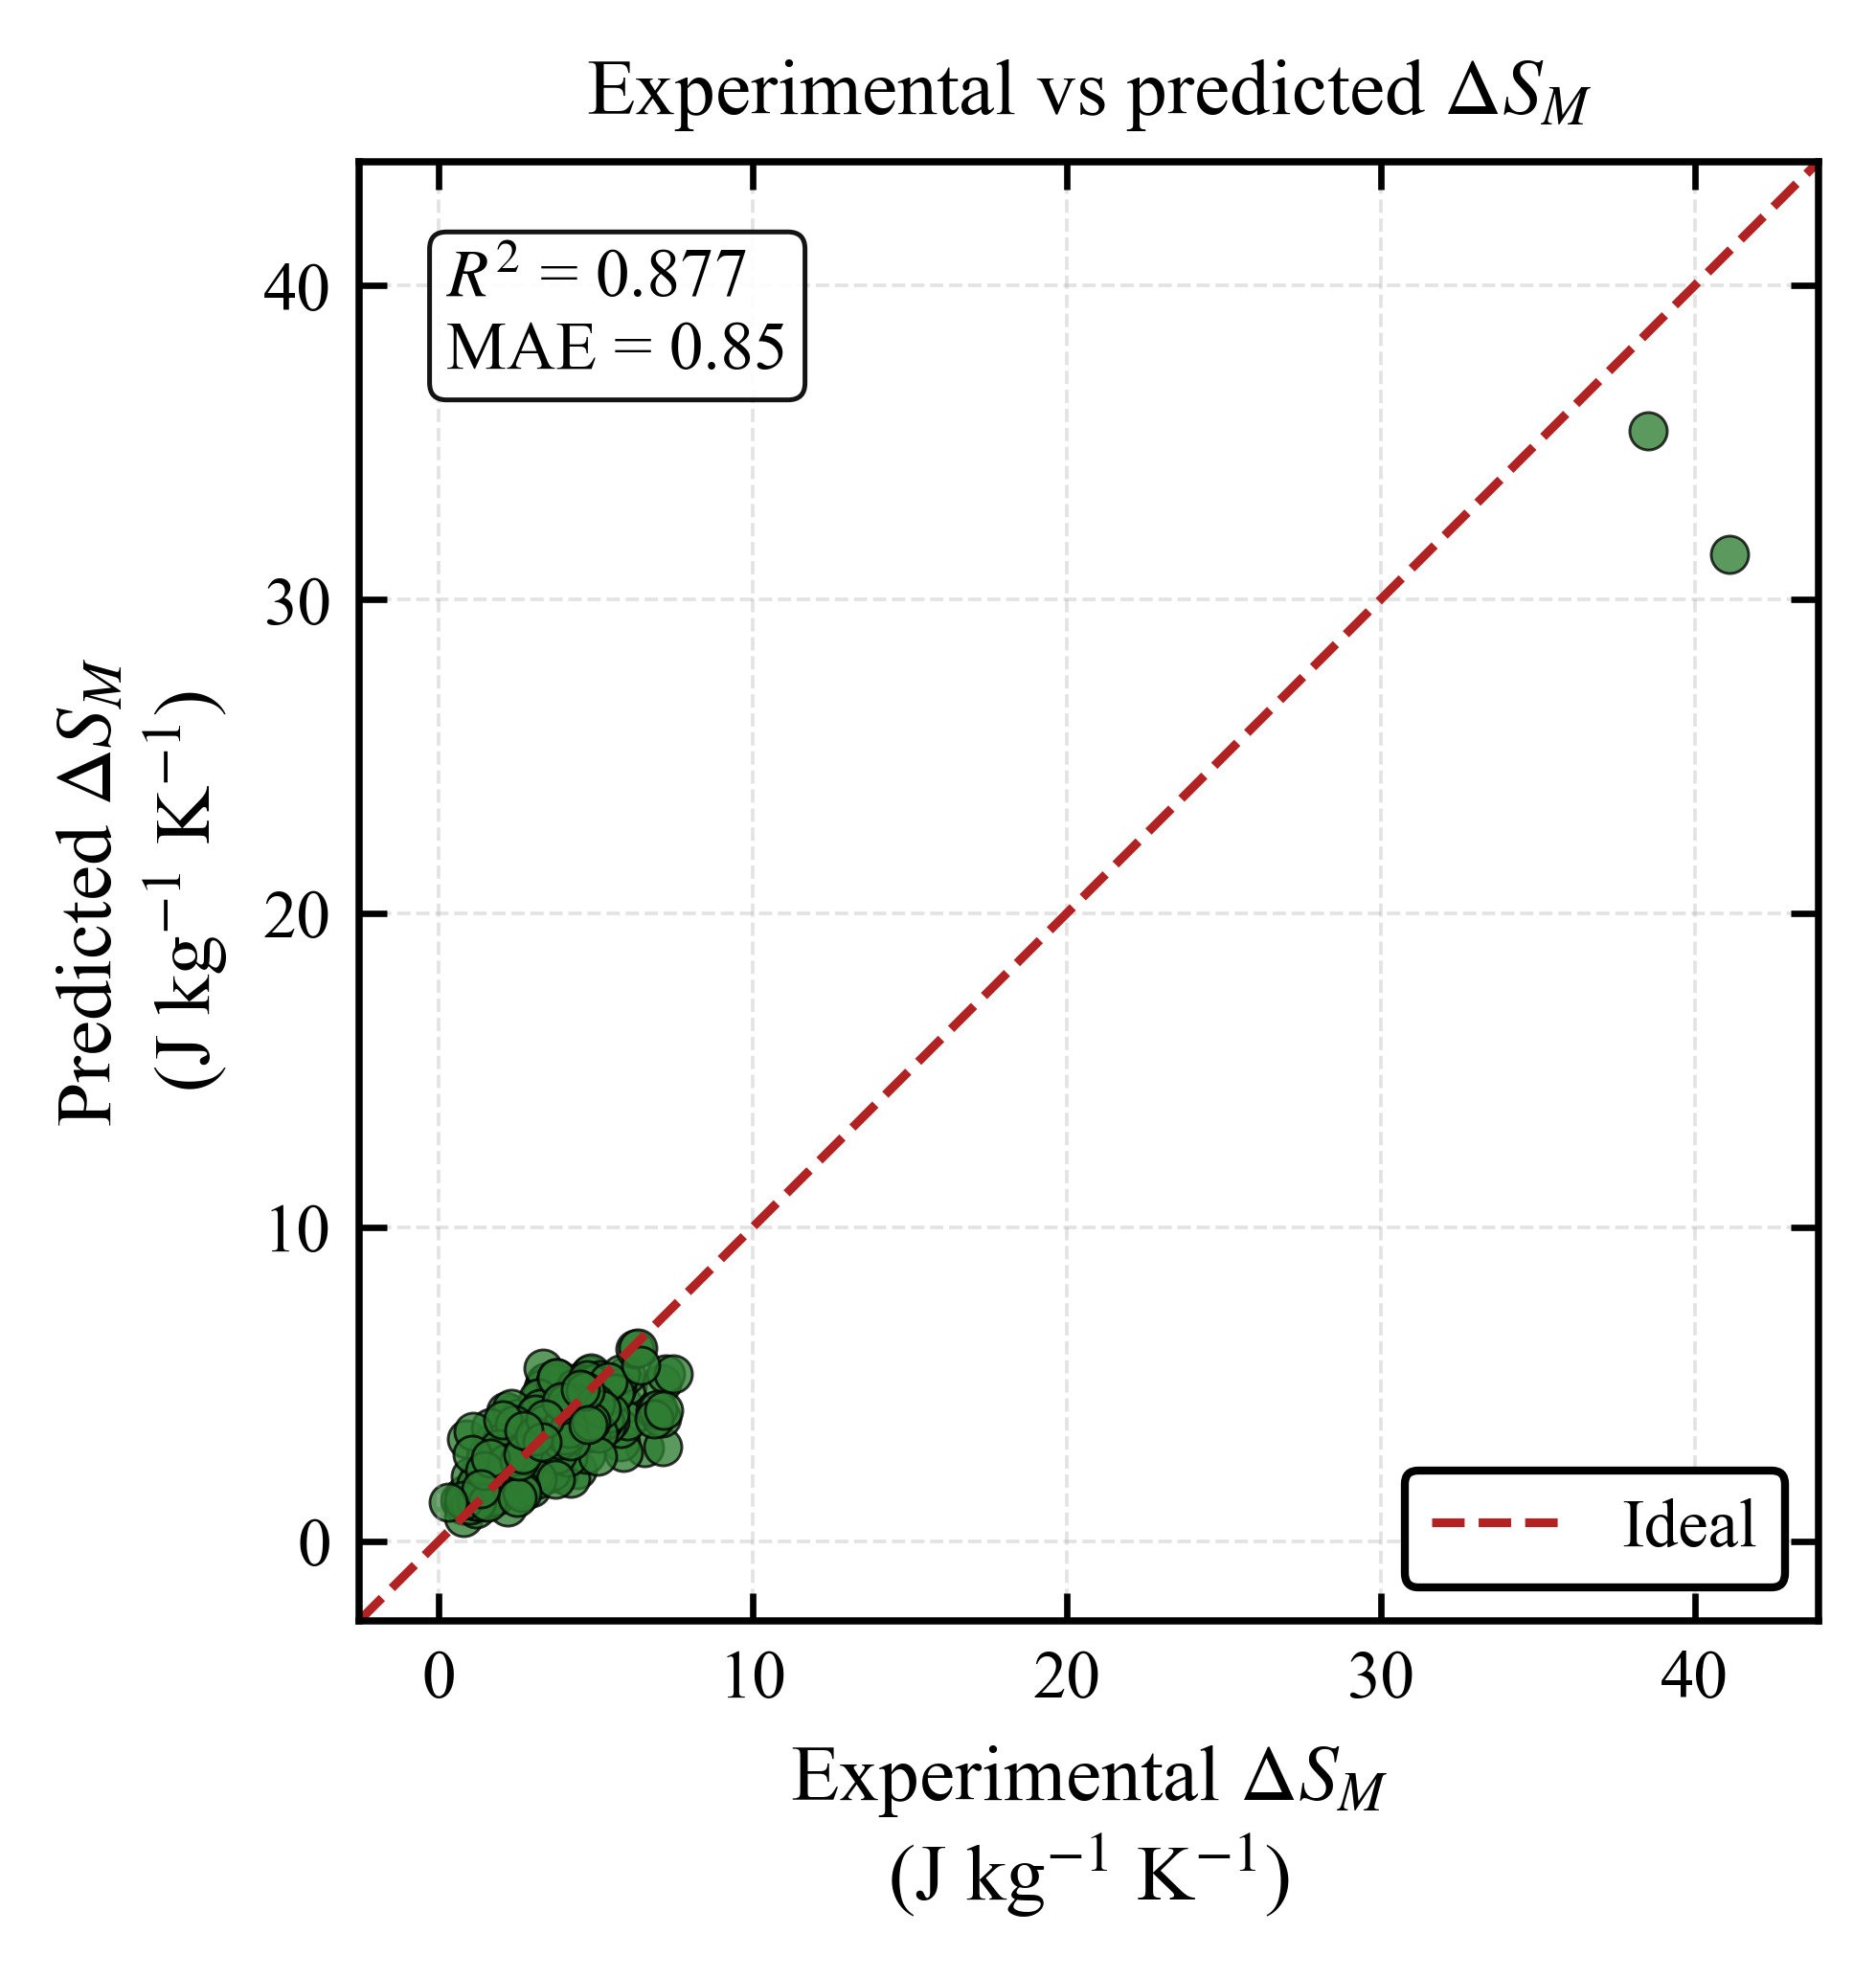 Experimental vs predicted ΔS_M
R² = 0.877
MAE = 0.85
Predicted ΔS_M
(J kg⁻¹ K⁻¹)
40
30
20
10
0
Ideal
0 10 20 30 40
Experimental ΔS_M
(J kg⁻¹ K⁻¹)